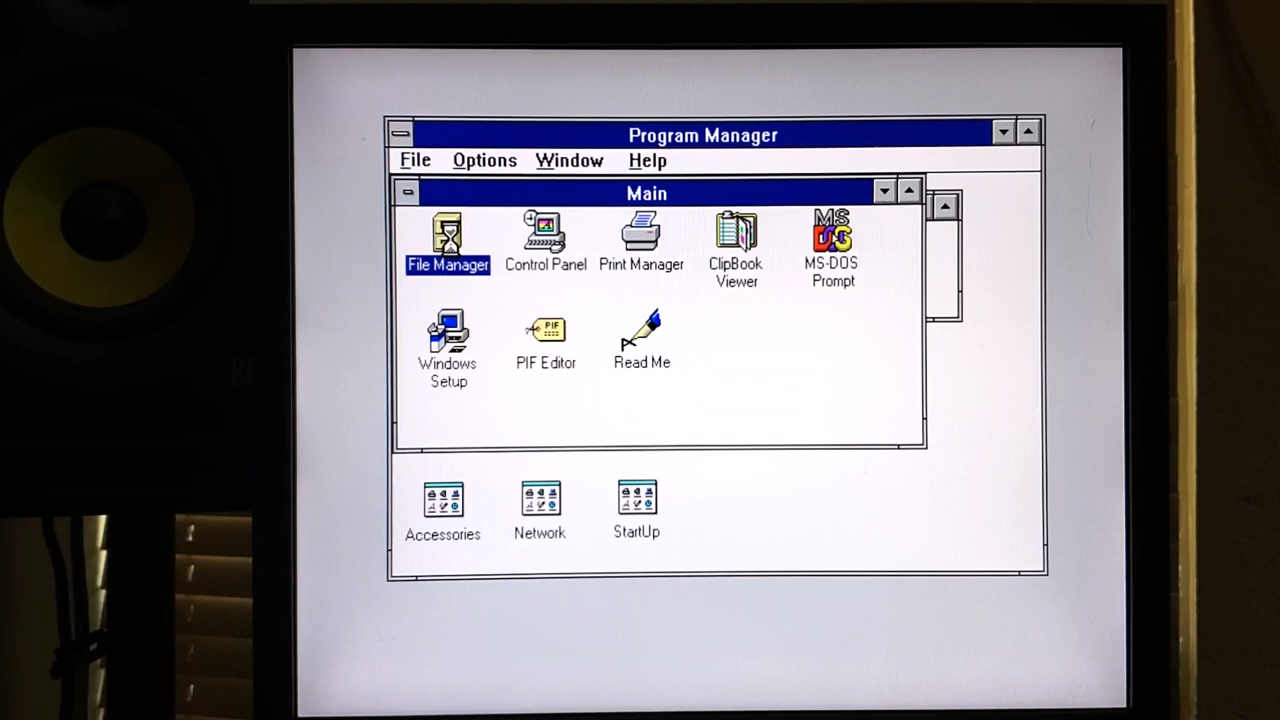 Program Manager
File Options Window Help
Main
File Manager
Control Panel
Print Manager
ClipBook
Viewer
MS-DOS
Prompt
MS
DOS
Windows
Setup
PIF
PIF Editor
Read Me
Accessories
Network
StartUp